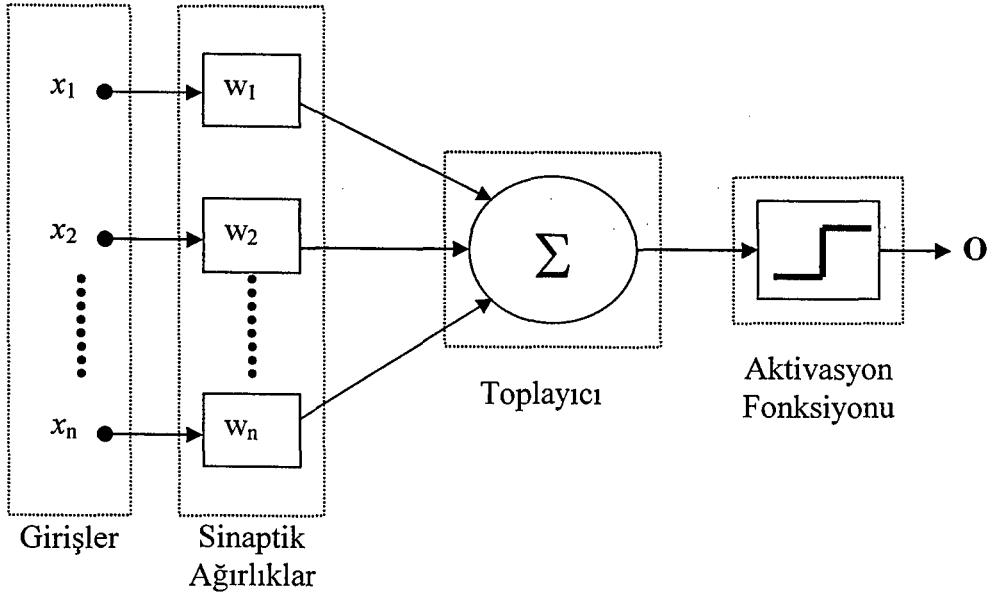 x1
w1
x2
w2
Σ
O
xn
wn
Toplayıcı
Aktivasyon
Fonksiyonu
Girişler
Sinaptik
Ağırlıklar